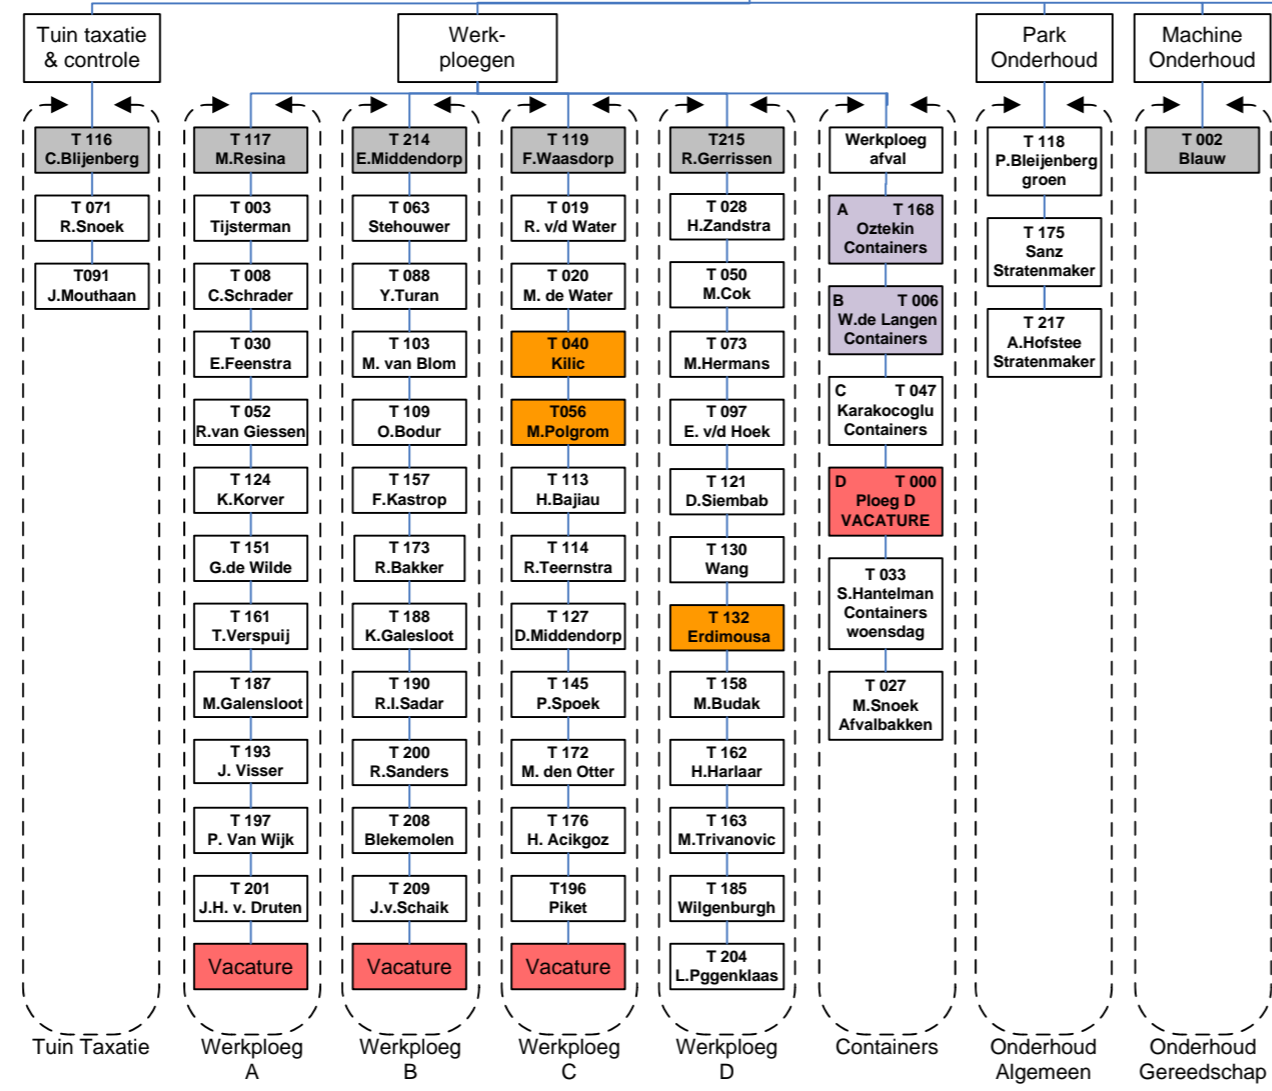 Tuin taxatie
& controle
Werk-
ploegen
Park
Onderhoud
Machine
Onderhoud
T 116
C.Blijenberg
T 071
R.Snoek
T091
J.Mouthaan
Tuin Taxatie
T 117
M.Resina
T 003
Tijsterman
T 008
C.Schrader
T 030
E.Feenstra
T 052
R.van Giessen
T 124
K.Korver
T 151
G.de Wilde
T 161
T.Verspuij
T 187
M.Galensloot
T 193
J. Visser
T 197
P. Van Wijk
T 201
J.H. v. Druten
Vacature
Werkploeg
A
T 214
E.Middendorp
T 063
Stehouwer
T 088
Y.Turan
T 103
M. van Blom
T 109
O.Bodur
T 157
F.Kastrop
T 173
R.Bakker
T 188
K.Galesloot
T 190
R.I.Sadar
T 200
R.Sanders
T 208
Blekemolen
T 209
J.v.Schaik
Vacature
Werkploeg
B
T 119
F.Waasdorp
T 019
R. v/d Water
T 020
M. de Water
T 040
Kilic
T056
M.Polgrom
T 113
H.Bajiau
T 114
R.Teernstra
T 127
D.Middendorp
T 145
P.Spoek
T 172
M. den Otter
T 176
H. Acikgoz
T196
Piket
Vacature
Werkploeg
C
T215
R.Gerrissen
T 028
H.Zandstra
T 050
M.Cok
T 073
M.Hermans
T 097
E. v/d Hoek
T 121
D.Siembab
T 130
Wang
T 132
Erdimousa
T 158
M.Budak
T 162
H.Harlaar
T 163
M.Trivanovic
T 185
Wilgenburgh
T 204
L.Pggenklaas
Werkploeg
D
Werkploeg
afval
A T 168
Oztekin
Containers
B T 006
W.de Langen
Containers
C T 047
Karakocoglu
Containers
D T 000
Ploeg D
VACATURE
T 033
S.Hantelman
Containers
woensdag
T 027
M.Snoek
Afvalbakken
Containers
T 118
P.Bleijenberg
groen
T 175
Sanz
Stratenmaker
T 217
A.Hofstee
Stratenmaker
Onderhoud
Algemeen
T 002
Blauw
Onderhoud
Gereedschap